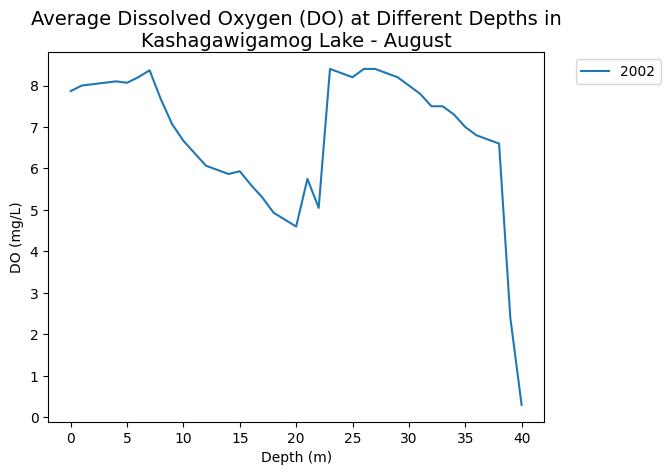 Average Dissolved Oxygen (DO) at Different Depths in
Kashagawigamog Lake - August
2002
8
7
6
5
4
3
2
1
0
DO (mg/L)
0 5 10 15 20 25 30 35 40
Depth (m)